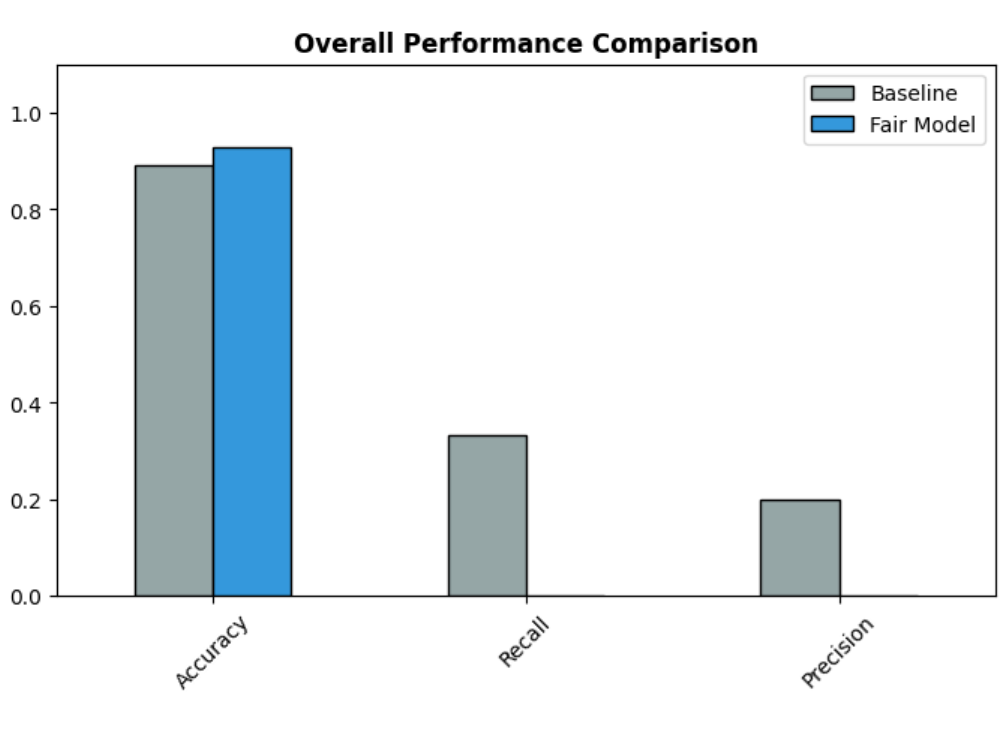 Overall Performance Comparison
Baseline
Fair Model
1.0
0.8
0.6
0.4
0.2
0.0
Accuracy
Recall
Precision